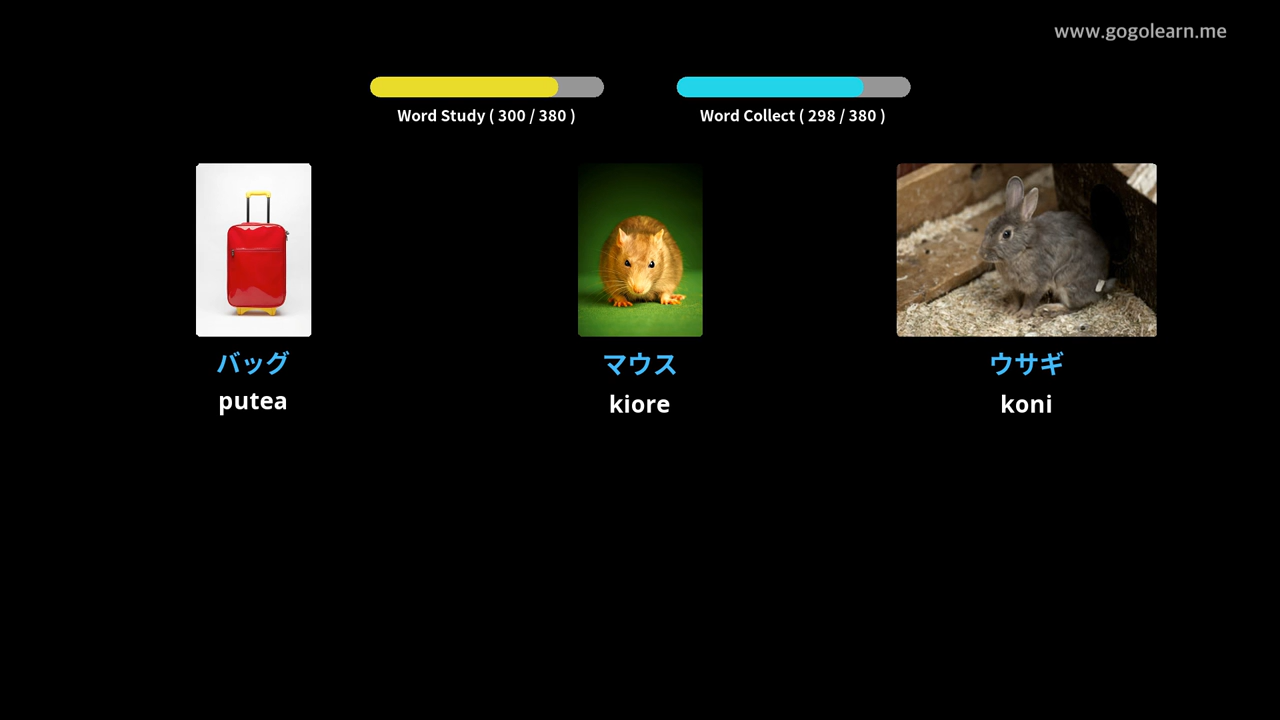 www.gogolearn.me
Word Study ( 300 / 380 )
Word Collect ( 298 / 380 )
バッグ
マウス
ウサギ
putea
kiore
koni